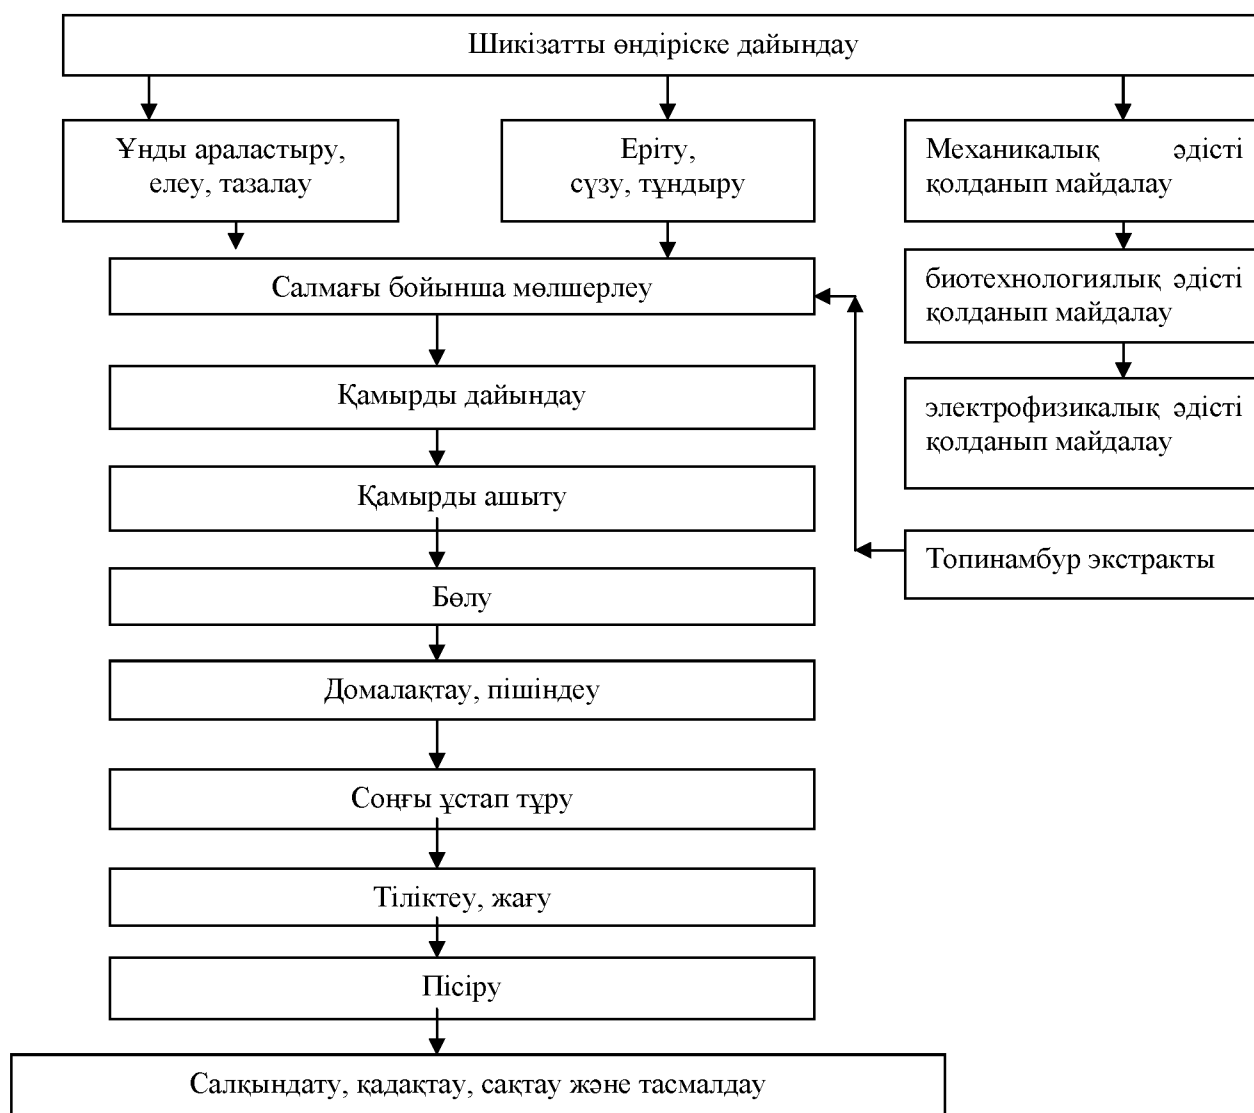 Шикізатты өндіріске дайындау
Ұнды араластыру,
елеу, тазалау
Еріту,
сүзу, тұндыру
Механикалық әдісті
қолданып майдалау
биотехнологиялық әдісті
қолданып майдалау
Салмағы бойынша мөлшерлеу
Қамырды дайындау
электрофизикалық әдісті
қолданып майдалау
Қамырды ашыту
Топинамбур экстракты
Бөлу
Домалақтау, пішіндеу
Соңғы ұстап тұру
Тіліктеу, жағу
Пісіру
Салқындату, қадақтау, сақтау және тасмалдау